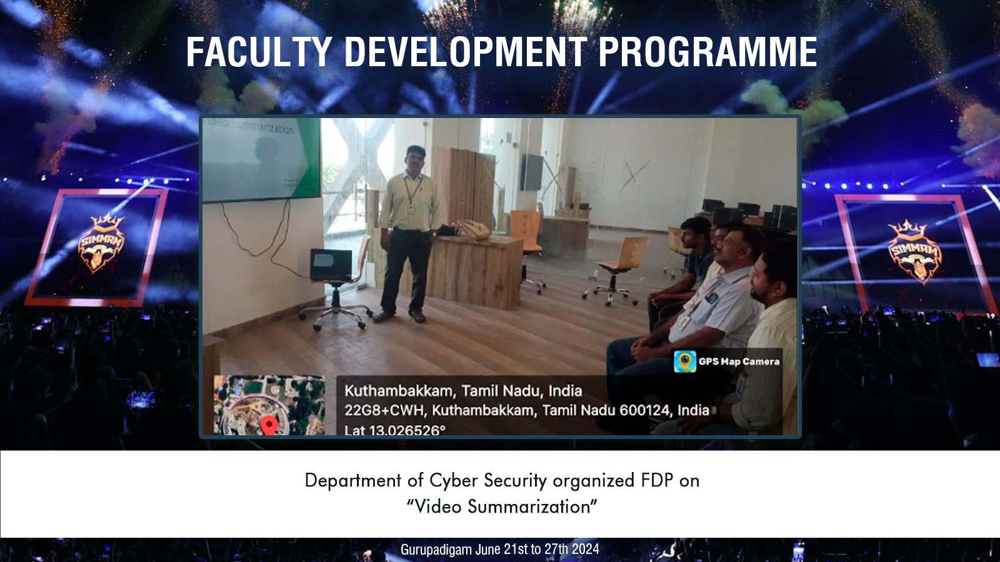 FACULTY DEVELOPMENT PROGRAMME
Video Summarization
SIMMAM
SIMMAM
GPS Map Camera
Kuthambakkam, Tamil Nadu, India
22G8+CWH, Kuthambakkam, Tamil Nadu 600124, India
Lat 13.026526°
Department of Cyber Security organized FDP on
“Video Summarization”
Gurupadigam June 21st to 27th 2024